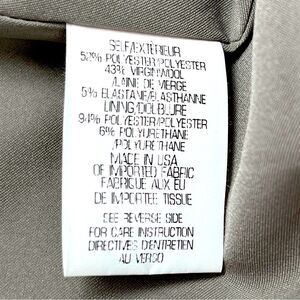 SELF/EXTERIEUR
52% POLYESTER/POLYESTER
43% VIRGIN WOOL
/LAINE DE VIERGE
5% ELASTANE/ELASTHANNE
LINING/DOUBLURE
94% POLYESTER/POLYESTER
6% POLYURETHANE
/POLYURETHANE
MADE IN USA
OF IMPORTED FABRIC
FABRIQUE AUX EU
DE IMPORTEE TISSUE
SEE REVERSE SIDE
FOR CARE INSTRUCTION
DIRECTIVES D'ENTRETIEN
AU VERSO